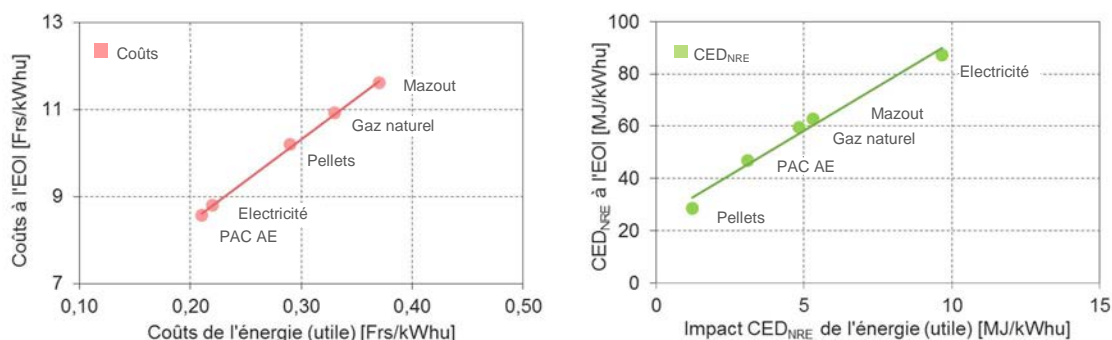 Coûts à l'EOI [Frs/kWhu]
13
11
9
7
Coûts
Mazout
Gaz naturel
Pellets
Electricité
PAC AE
0,10
0,20
0,30
0,40
0,50
Coûts de l'énergie (utile) [Frs/kWhu]
CEDNRE à l'EOI [MJ/kWhu]
100
80
60
40
20
0
CEDNRE
Electricité
Mazout
Gaz naturel
PAC AE
Pellets
0
5
10
15
Impact CEDNRE de l'énergie (utile) [MJ/kWhu]